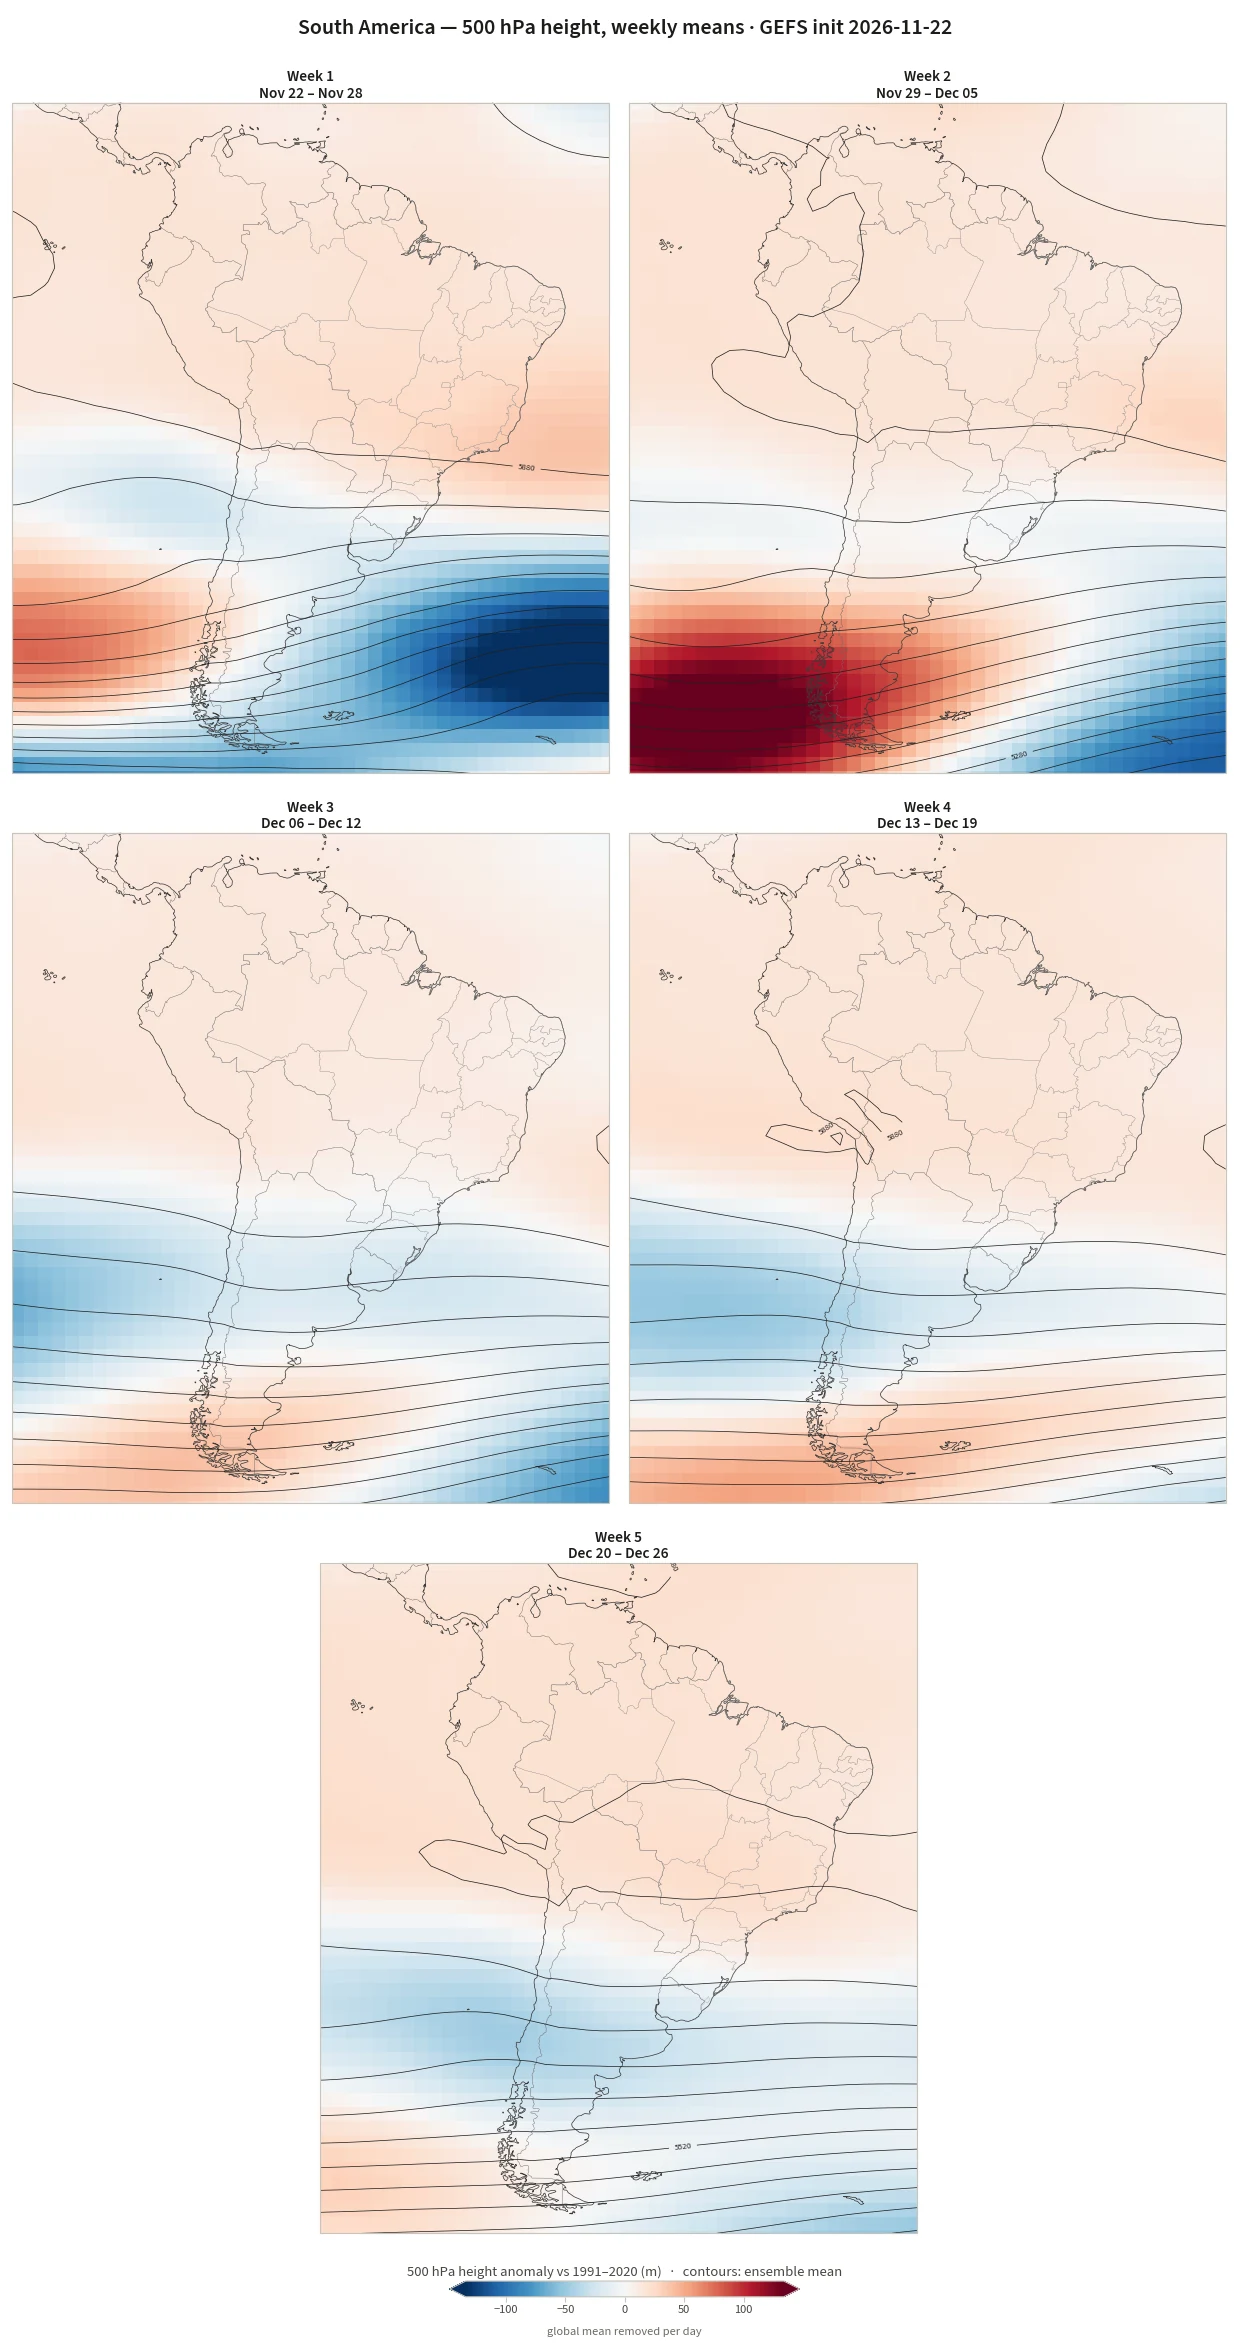 South America — 500 hPa height, weekly means · GEFS init 2026-11-22
Week 1
Nov 22 – Nov 28
Week 2
Nov 29 – Dec 05
5880
5280
Week 3
Dec 06 – Dec 12
Week 4
Dec 13 – Dec 19
5880
5880
Week 5
Dec 20 – Dec 26
5520
500 hPa height anomaly vs 1991–2020 (m) · contours: ensemble mean
−100 −50 0 50 100
global mean removed per day